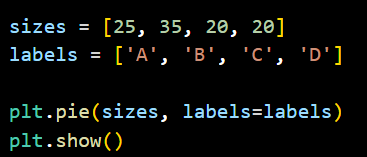 sizes = [25, 35, 20, 20]
labels = ['A', 'B', 'C', 'D']
plt.pie(sizes, labels=labels)
plt.show()